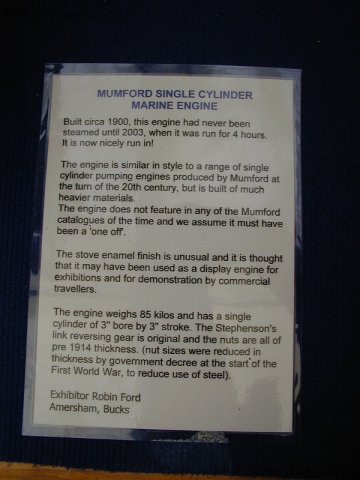 MUMFORD SINGLE CYLINDER
MARINE ENGINE
Built circa 1900, this engine had never been
steamed until 2003, when it was run for 4 hours.
It is now nicely run in!
The engine is similar in style to a range of single
cylinder pumping engines produced by Mumford at
the turn of the 20th century, but is built of much
heavier materials.
The engine does not feature in any of the Mumford
catalogues of the time and we assume it must have
been a 'one off'.
The stove enamel finish is unusual and it is thought
that it may have been used as a display engine for
exhibitions and for demonstration by commercial
travellers.
The engine weighs 85 kilos and has a single
cylinder of 3" bore by 3" stroke. The Stephenson's
link reversing gear is original and the nuts are all of
pre 1914 thickness. (nut sizes were reduced in
thickness by government decree at the start of the
First World War, to reduce use of steel).
Exhibitor Robin Ford
Amersham, Bucks